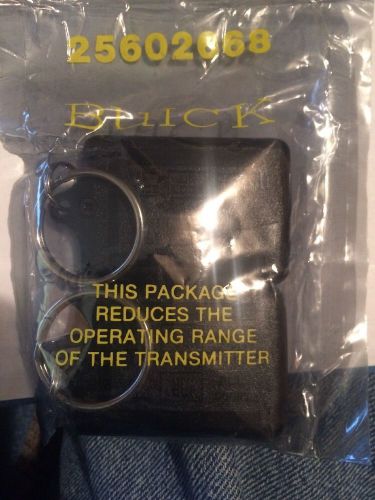 25602068
BUICK
THIS PACKAGE
REDUCES THE
OPERATING RANGE
OF THE TRANSMITTER